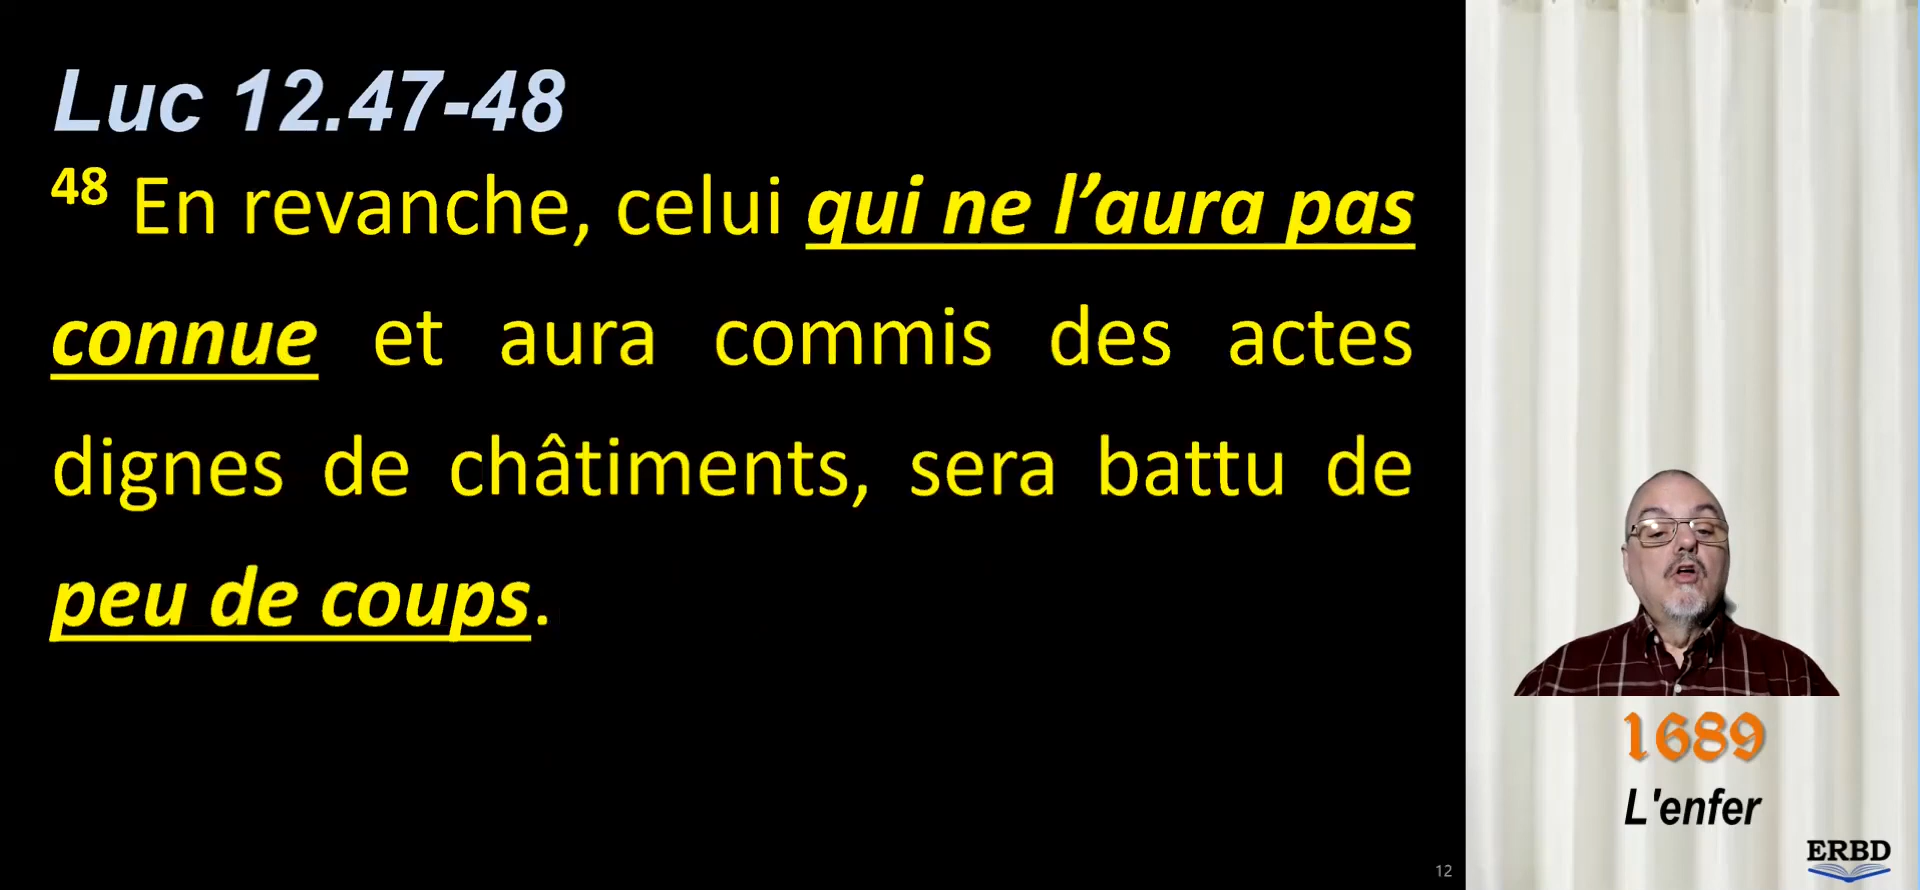 Luc 12.47-48
48 En revanche, celui qui ne l’aura pas
connue et aura commis des actes
dignes de châtiments, sera battu de
peu de coups.
1689
L'enfer
ERBD
12